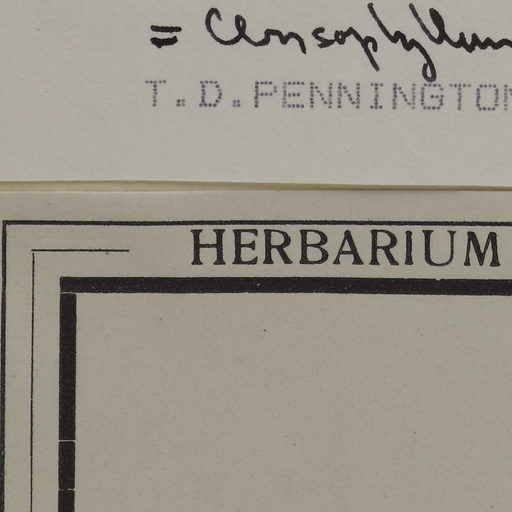 = Chrysophyllum
T.D.PENNINGTON
HERBARIUM